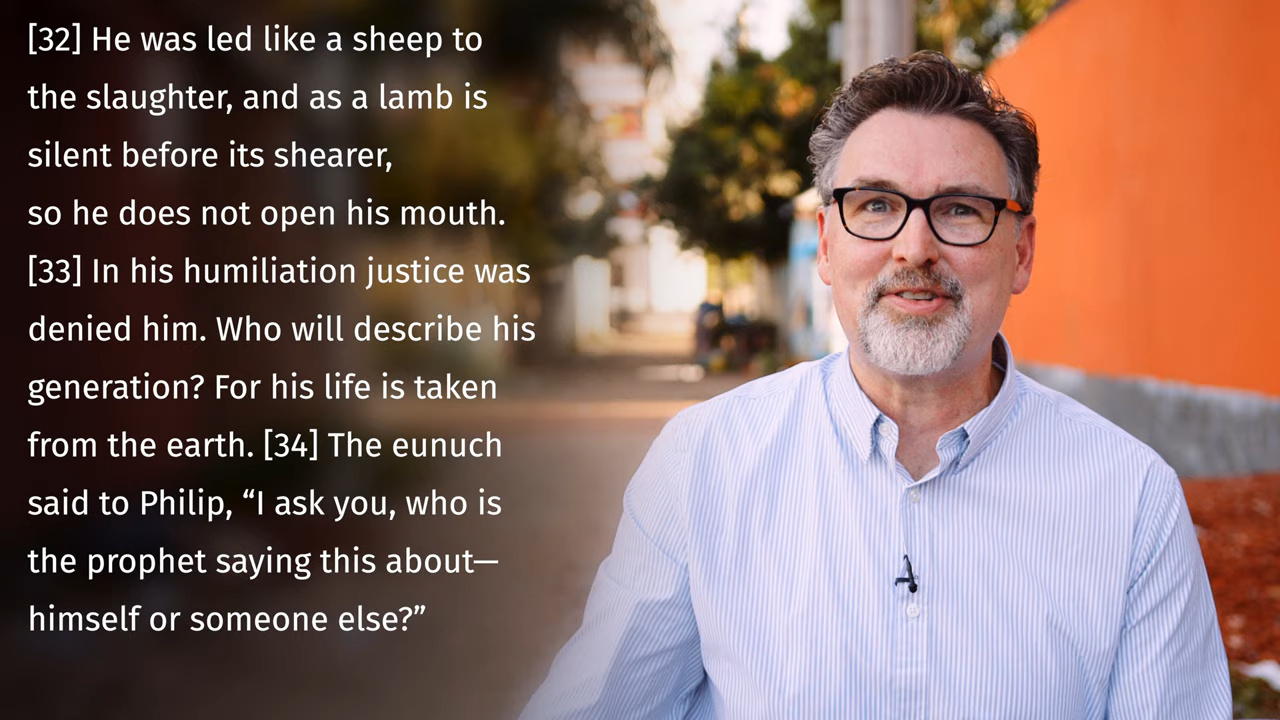 [32] He was led like a sheep to
the slaughter, and as a lamb is
silent before its shearer,
so he does not open his mouth.
[33] In his humiliation justice was
denied him. Who will describe his
generation? For his life is taken
from the earth. [34] The eunuch
said to Philip, “I ask you, who is
the prophet saying this about—
himself or someone else?”